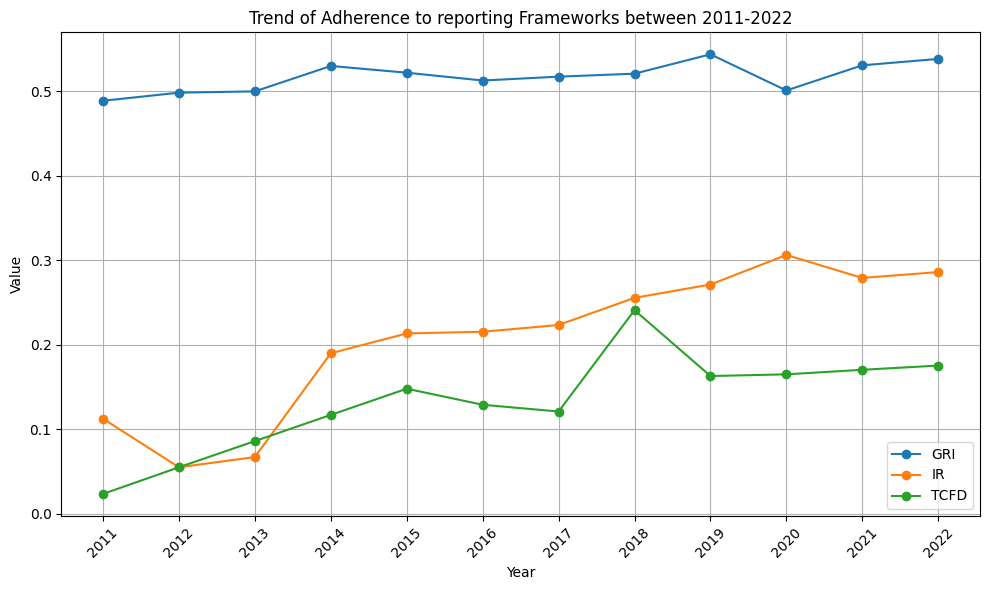 Trend of Adherence to reporting Frameworks between 2011-2022
Value
0.5
0.4
0.3
0.2
0.1
0.0
GRI
IR
TCFD
2011 2012 2013 2014 2015 2016 2017 2018 2019 2020 2021 2022
Year